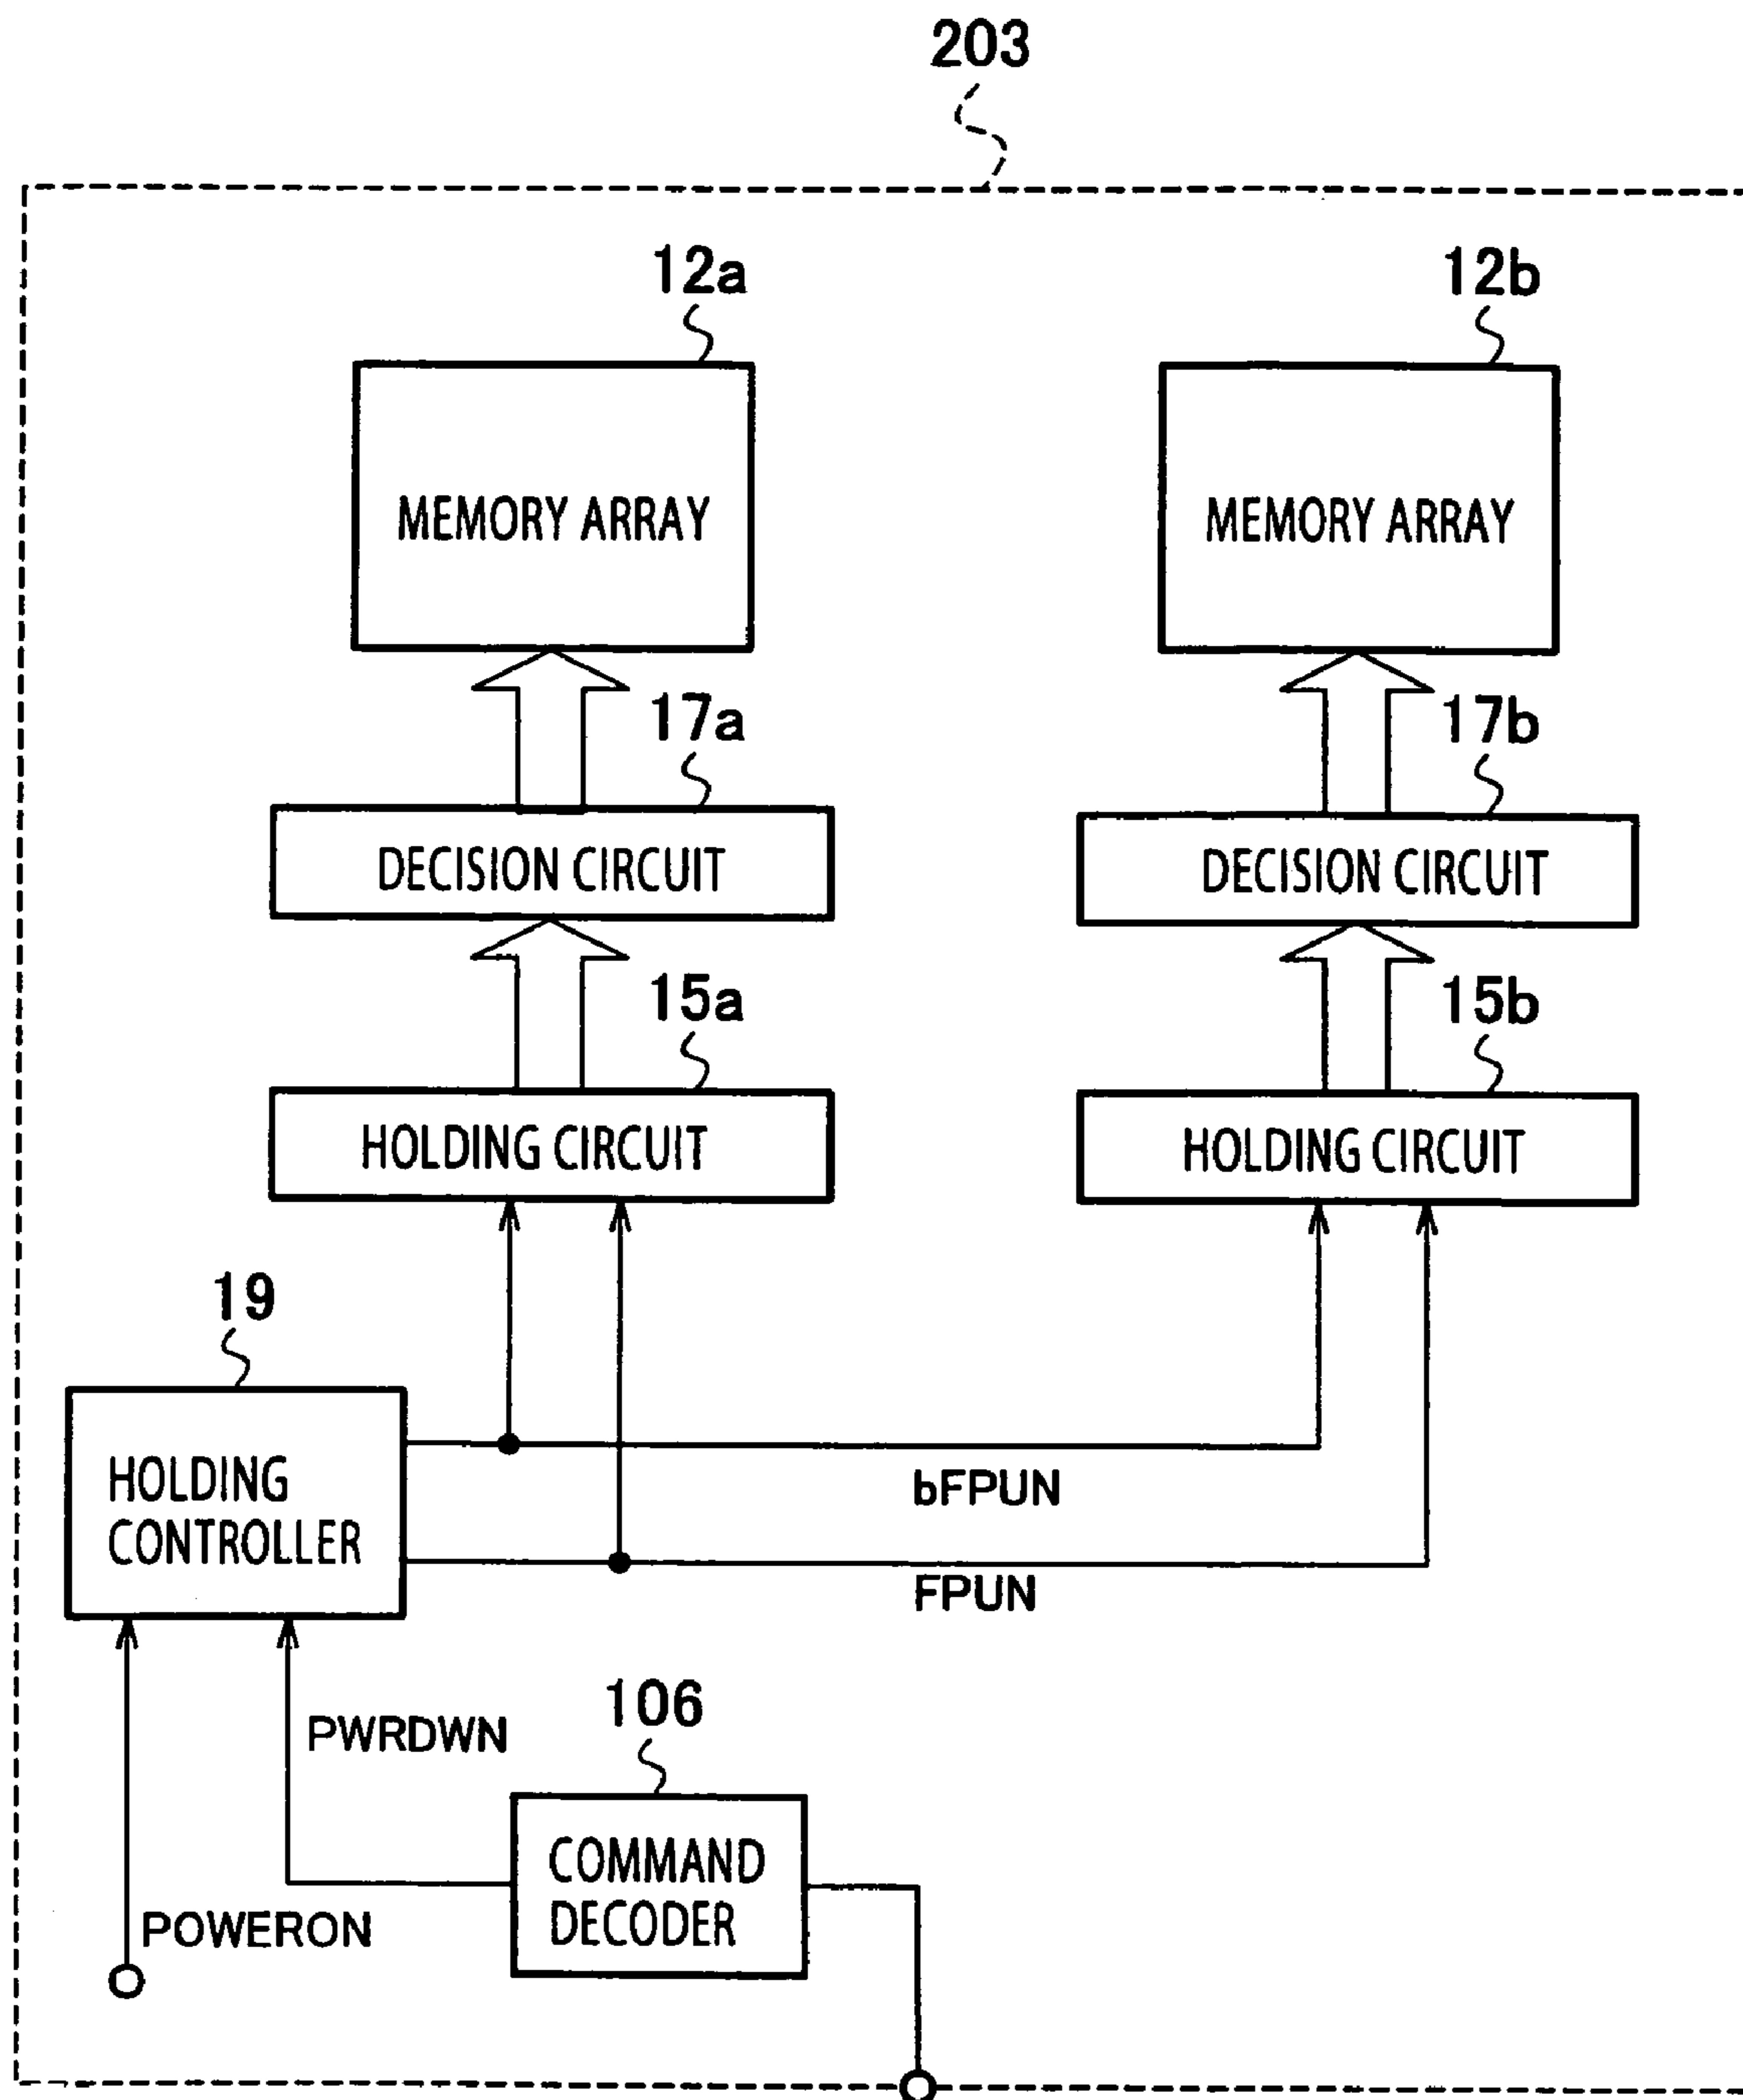 203
12a
12b
MEMORY ARRAY
MEMORY ARRAY
17a
17b
DECISION CIRCUIT
DECISION CIRCUIT
15a
15b
HOLDING CIRCUIT
HOLDING CIRCUIT
19
HOLDING
CONTROLLER
bFPUN
FPUN
106
PWRDWN
COMMAND
DECODER
POWERON